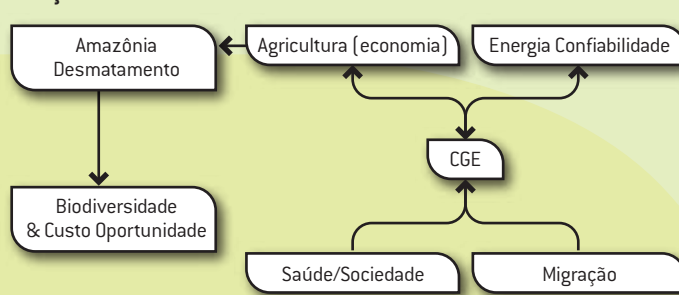 Amazônia
Desmatamento
Agricultura (economia)
Energia Confiabilidade
CGE
Biodiversidade
& Custo Oportunidade
Saúde/Sociedade
Migração